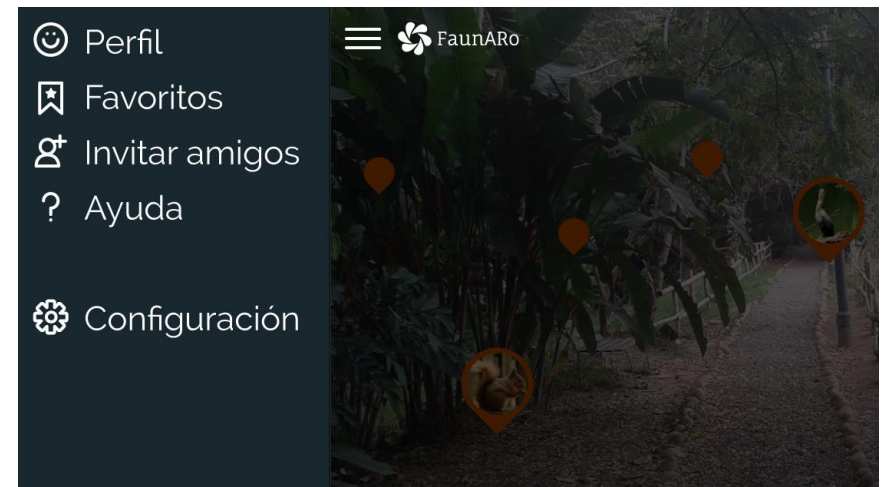 Perfil
Favoritos
Invitar amigos
Ayuda
Configuración
FaunARo